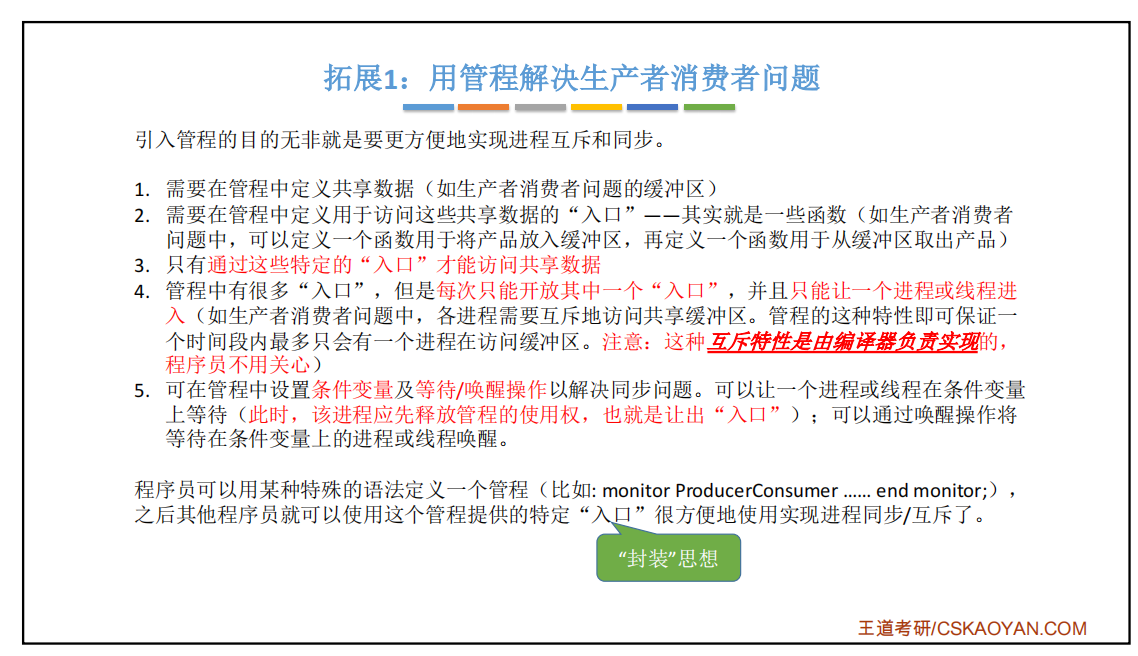 拓展1：用管程解决生产者消费者问题
引入管程的目的无非就是要更方便地实现进程互斥和同步。
1. 需要在管程中定义共享数据（如生产者消费者问题的缓冲区）
2. 需要在管程中定义用于访问这些共享数据的“入口”——其实就是一些函数（如生产者消费者
问题中，可以定义一个函数用于将产品放入缓冲区，再定义一个函数用于从缓冲区取出产品）
3. 只有通过这些特定的“入口”才能访问共享数据
4. 管程中有很多“入口”，但是每次只能开放其中一个“入口”，并且只能让一个进程或线程进
入（如生产者消费者问题中，各进程需要互斥地访问共享缓冲区。管程的这种特性即可保证一
个时间段内最多只会有一个进程在访问缓冲区。注意：这种互斥特性是由编译器负责实现的，
程序员不用关心）
5. 可在管程中设置条件变量及等待/唤醒操作以解决同步问题。可以让一个进程或线程在条件变量
上等待（此时，该进程应先释放管程的使用权，也就是让出“入口”）；可以通过唤醒操作将
等待在条件变量上的进程或线程唤醒。
程序员可以用某种特殊的语法定义一个管程（比如: monitor ProducerConsumer …… end monitor;），
之后其他程序员就可以使用这个管程提供的特定“入口”很方便地使用实现进程同步/互斥了。
“封装”思想
王道考研/CSKAOYAN.COM